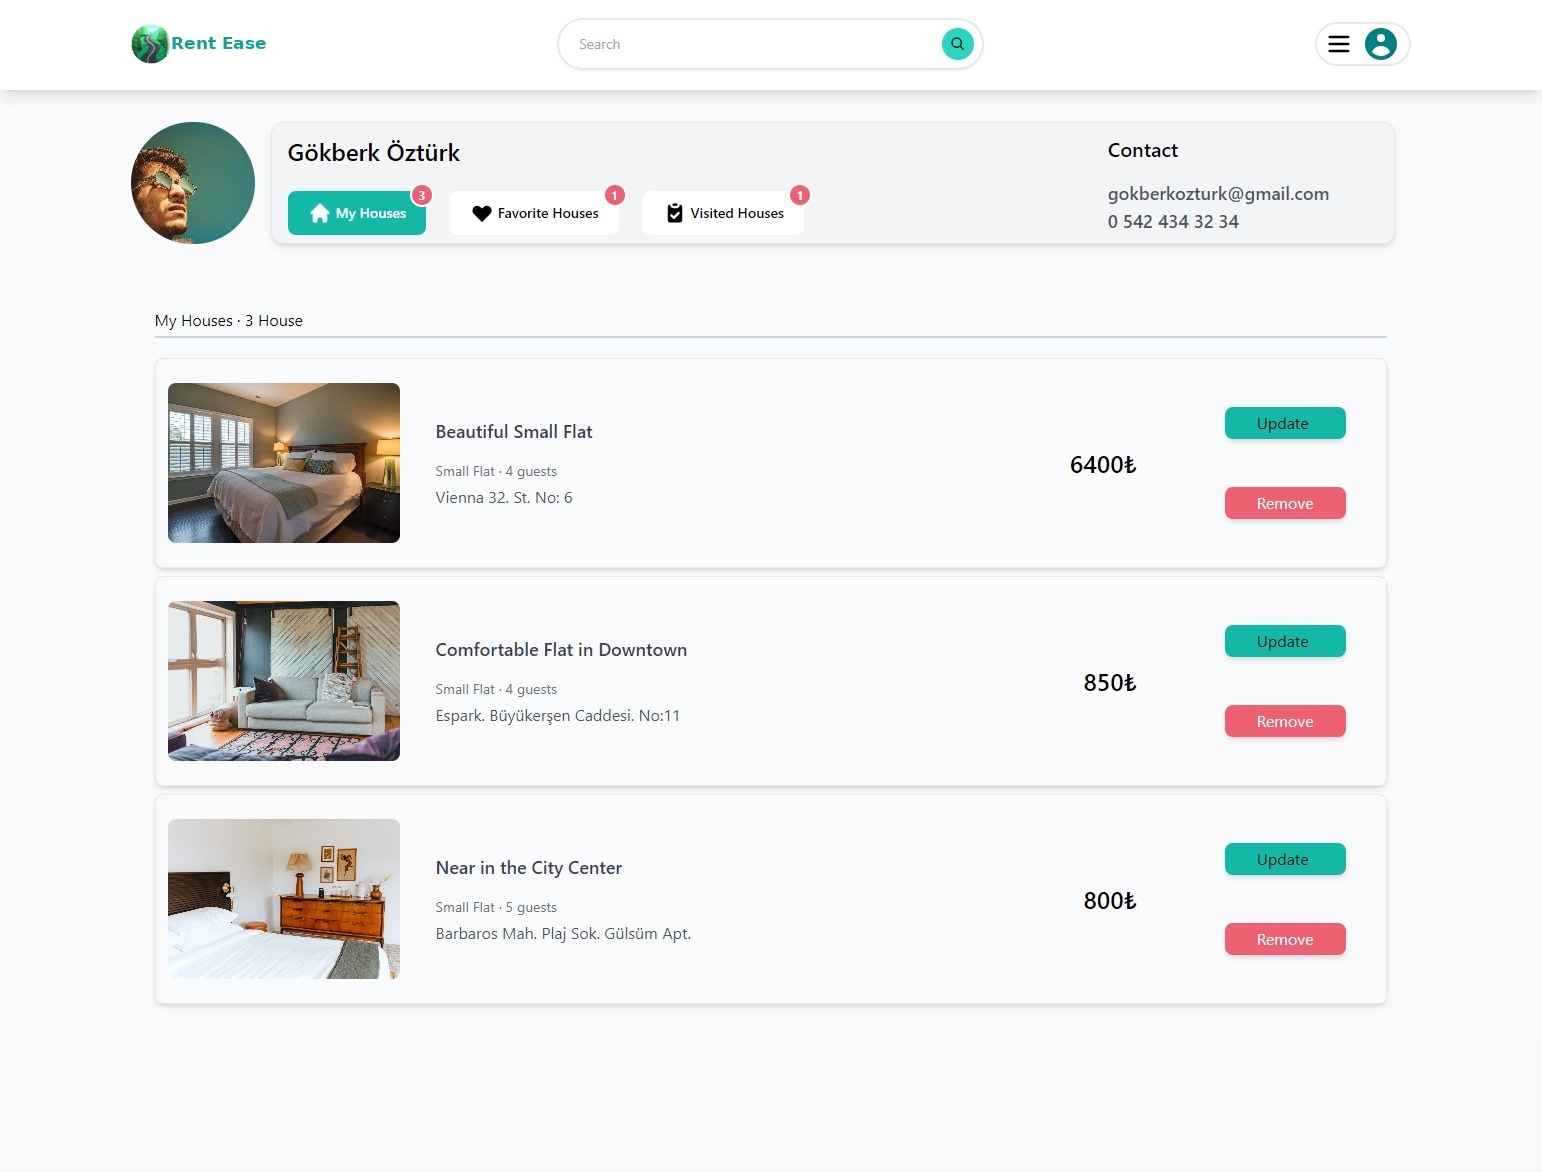 Rent Ease
Search
Gökberk Öztürk
My Houses
3
Favorite Houses
1
Visited Houses
1
Contact
gokberkozturk@gmail.com
0 542 434 32 34
My Houses · 3 House
Beautiful Small Flat
Small Flat · 4 guests
Vienna 32. St. No: 6
6400₺
Update
Remove
Comfortable Flat in Downtown
Small Flat · 4 guests
Espark. Büyükerşen Caddesi. No:11
850₺
Update
Remove
Near in the City Center
Small Flat · 5 guests
Barbaros Mah. Plaj Sok. Gülsüm Apt.
800₺
Update
Remove